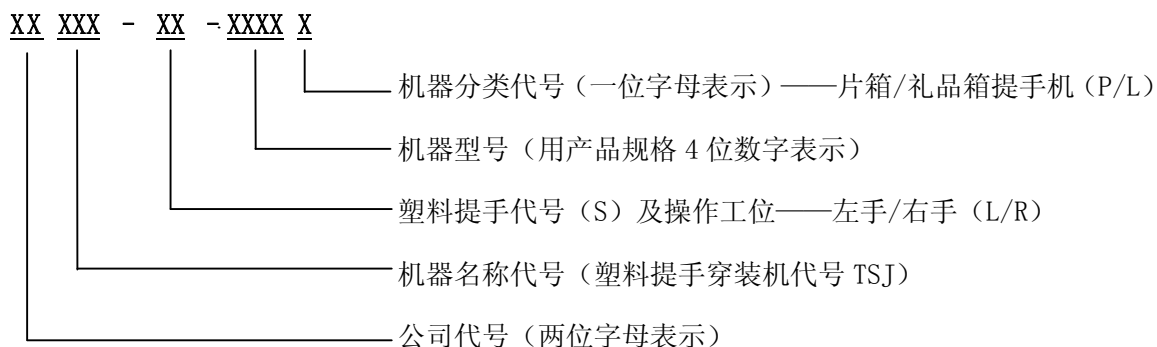 XX XXX - XX - XXXX X
机器分类代号（一位字母表示）——片箱/礼品箱提手机（P/L）
机器型号（用产品规格 4 位数字表示）
塑料提手代号（S）及操作工位——左手/右手（L/R）
机器名称代号（塑料提手穿装机代号 TSJ）
公司代号（两位字母表示）